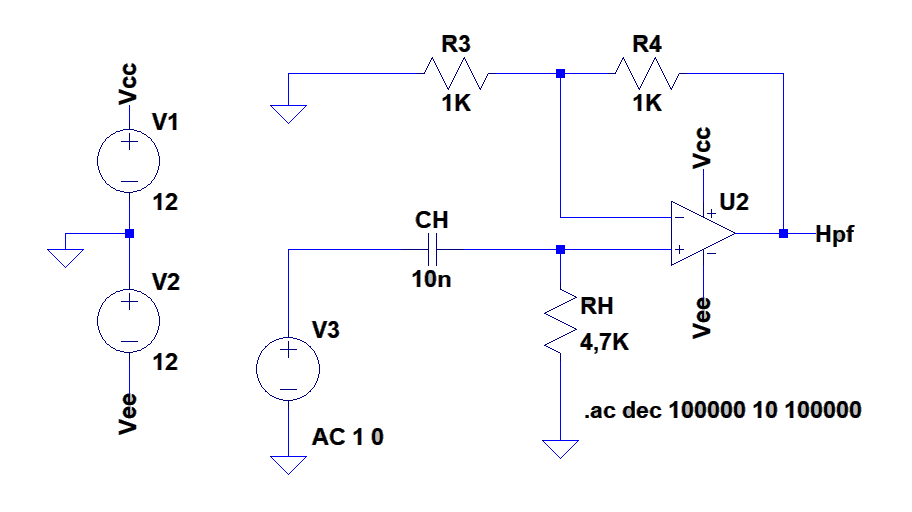 R3
R4
Vcc
1K
1K
V1
Vcc
12
U2
CH
Hpf
10n
V2
RH
Vee
V3
4,7K
12
Vee
AC 1 0
.ac dec 100000 10 100000